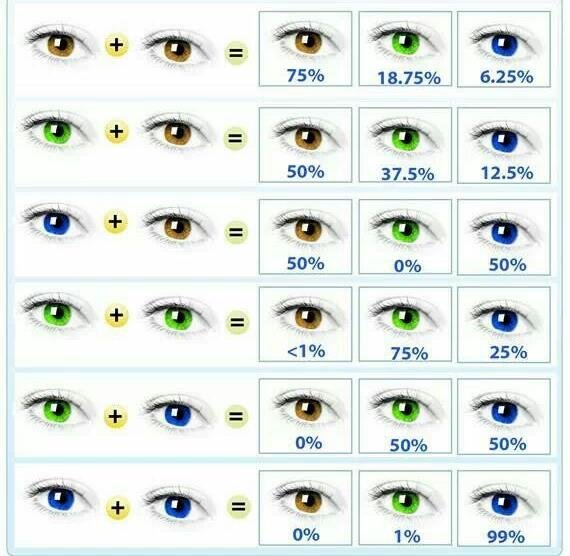 + =
75% 18.75% 6.25%
+ =
50% 37.5% 12.5%
+ =
50% 0% 50%
+ =
<1% 75% 25%
+ =
0% 50% 50%
+ =
0% 1% 99%